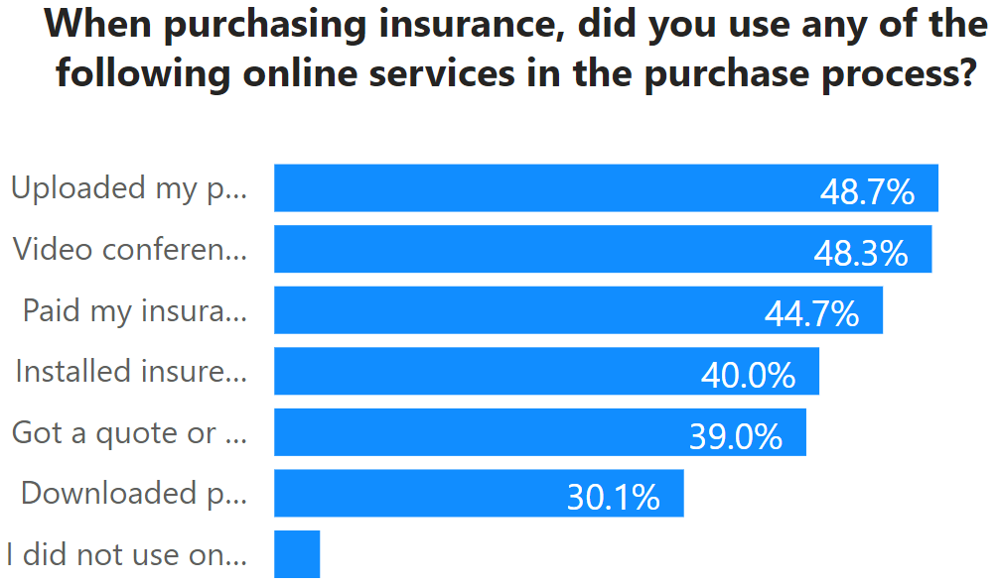 When purchasing insurance, did you use any of the
following online services in the purchase process?
Uploaded my p... 48.7%
Video conferen... 48.3%
Paid my insura... 44.7%
Installed insure... 40.0%
Got a quote or ... 39.0%
Downloaded p... 30.1%
I did not use on...